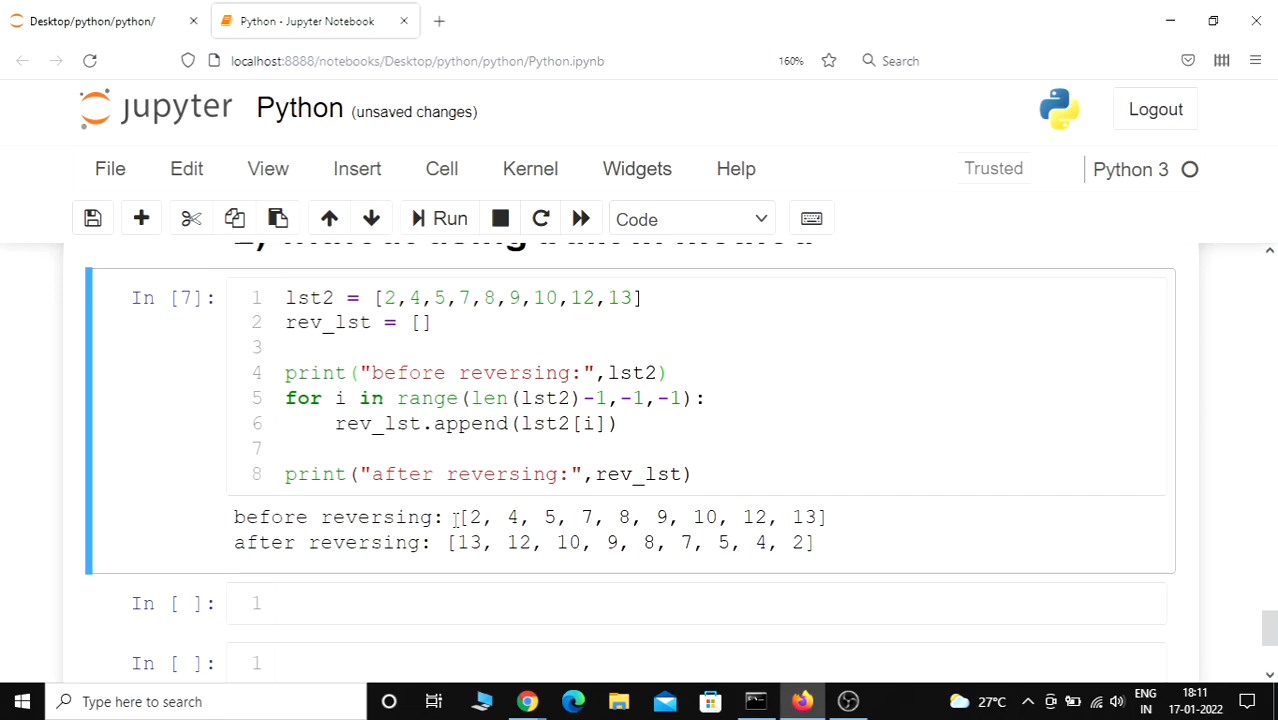 Desktop/python/python/
Python - Jupyter Notebook
localhost:8888/notebooks/Desktop/python/python/Python.ipynb
160%
Search
jupyter Python (unsaved changes)
Logout
File Edit View Insert Cell Kernel Widgets Help
Trusted
Python 3
Run
Code
In [7]:
1 lst2 = [2,4,5,7,8,9,10,12,13]
2 rev_lst = []
3
4 print("before reversing:",lst2)
5 for i in range(len(lst2)-1,-1,-1):
6 rev_lst.append(lst2[i])
7
8 print("after reversing:",rev_lst)
before reversing: [2, 4, 5, 7, 8, 9, 10, 12, 13]
after reversing: [13, 12, 10, 9, 8, 7, 5, 4, 2]
In [ ]: 1
In [ ]: 1
Type here to search
27°C
ENG
IN
18:11
17-01-2022